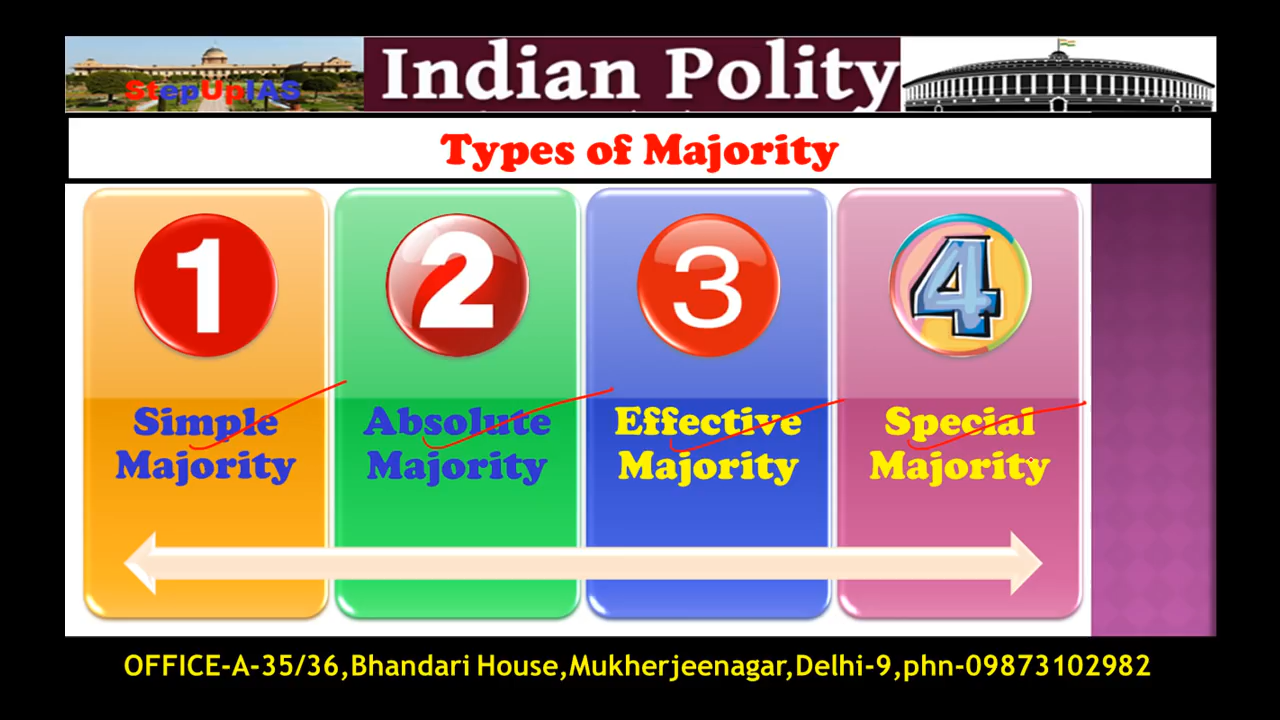 StepUpIAS
Indian Polity
Types of Majority
1
2
3
4
Simple
Majority
Absolute
Majority
Effective
Majority
Special
Majority
OFFICE-A-35/36,Bhandari House,Mukherjeenagar,Delhi-9,phn-09873102982